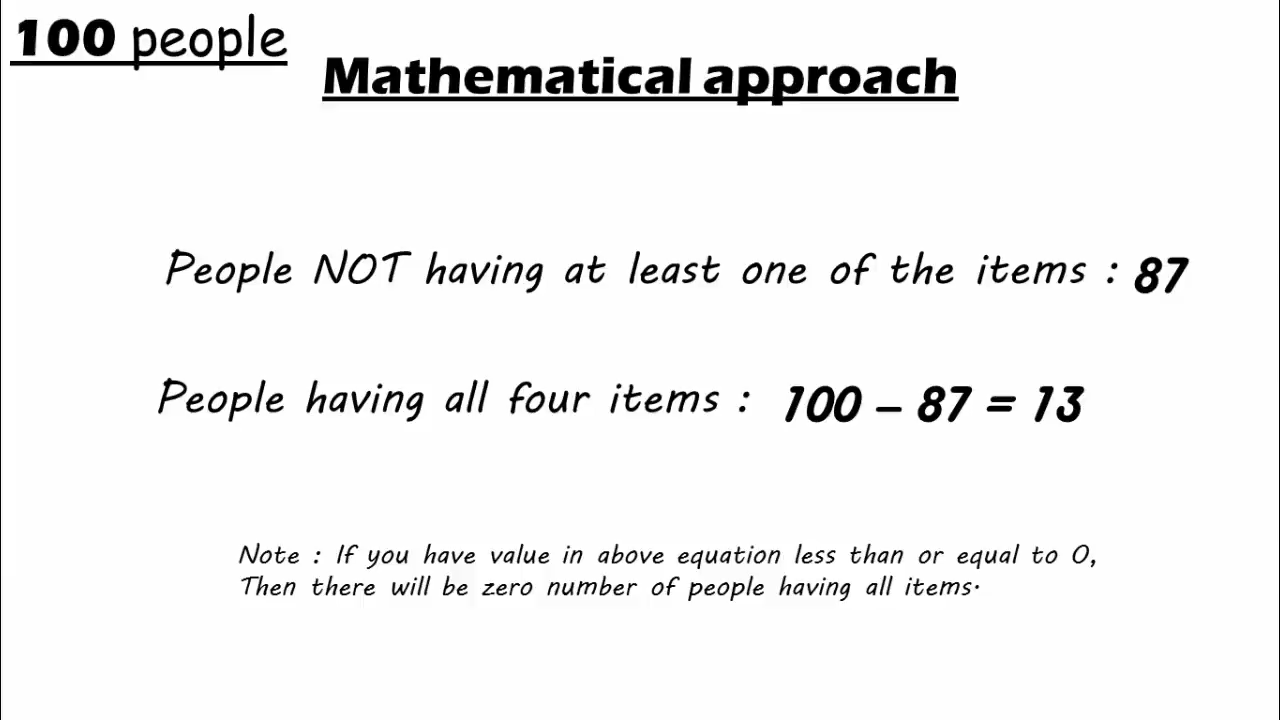 100 people
Mathematical approach
People NOT having at least one of the items : 87
People having all four items : 100 – 87 = 13
Note : If you have value in above equation less than or equal to 0,
Then there will be zero number of people having all items.